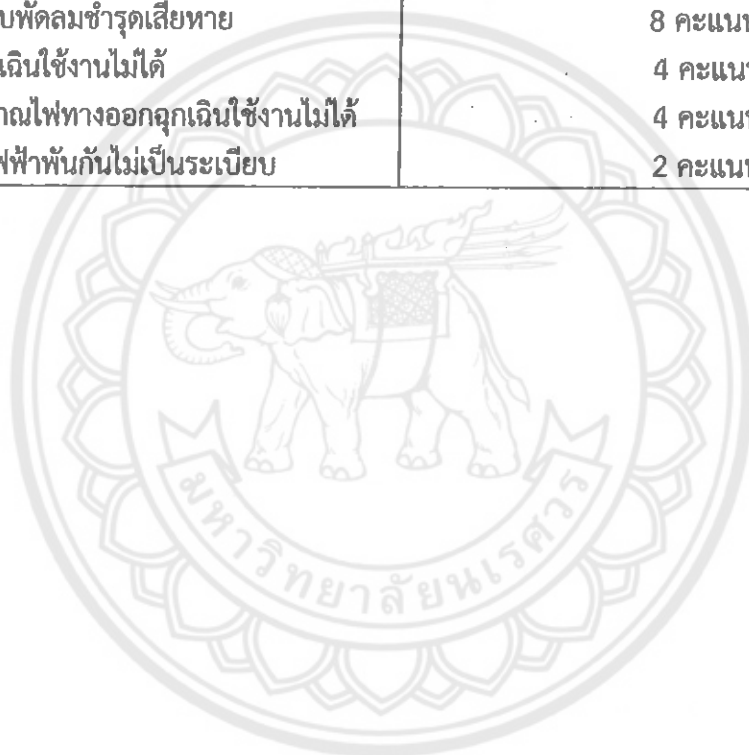 บพัดลมชำรุดเสียหาย 8 คะแนน
เฉินใช้งานไม่ได้ 4 คะแนน
าณไฟทางออกฉุกเฉินใช้งานไม่ได้ 4 คะแนน
ฟฟ้าพันกันไม่เป็นระเบียบ 2 คะแนน
มหาวิทยาลัยนเรศวร